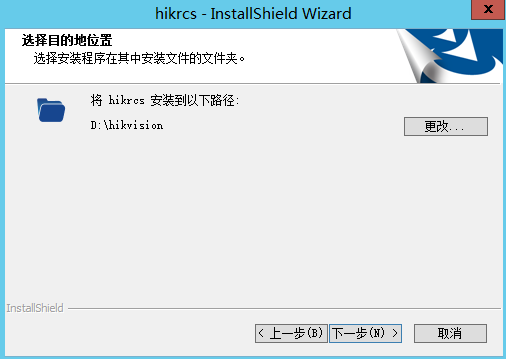 hikrcs - InstallShield Wizard
x
选择目的地位置
选择安装程序在其中安装文件的文件夹。
将 hikrcs 安装到以下路径:
D:\hikvision
更改...
InstallShield
< 上一步(B)
下一步(N) >
取消